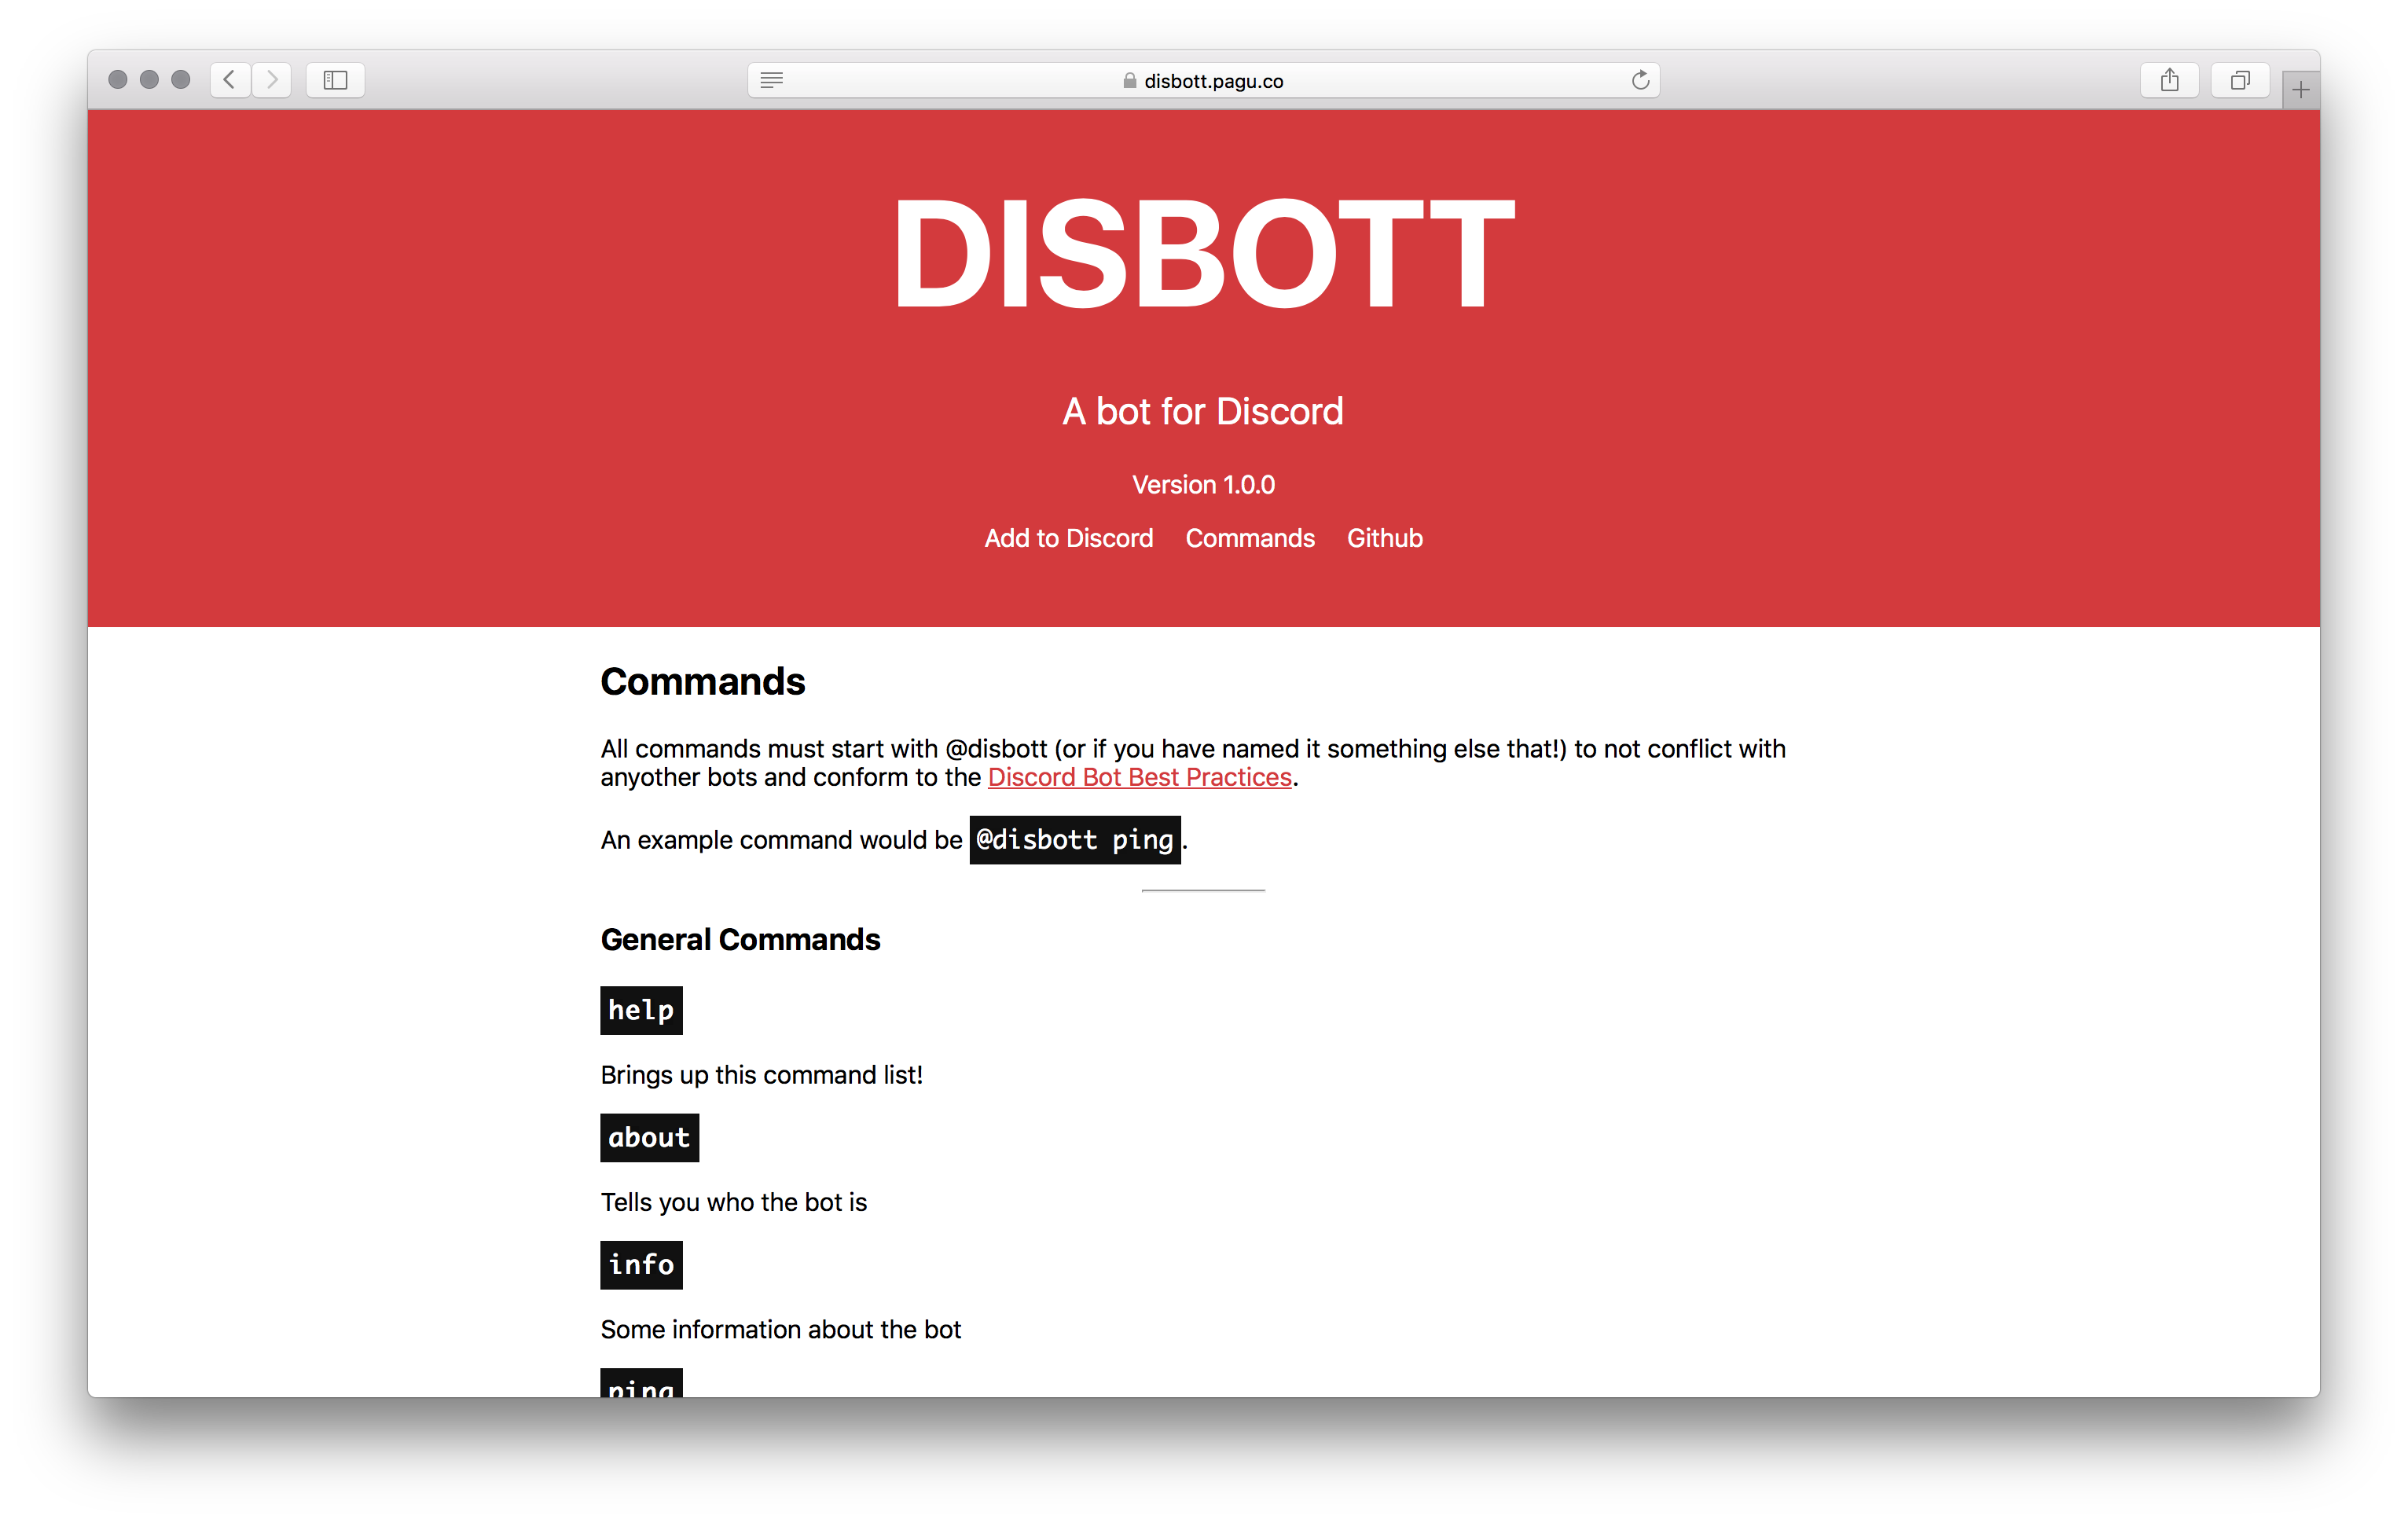 disbott.pagu.co
DISBOTT
A bot for Discord
Version 1.0.0
Add to Discord Commands Github
Commands
All commands must start with @disbott (or if you have named it something else that!) to not conflict with
anyother bots and conform to the Discord Bot Best Practices.
An example command would be @disbott ping.
General Commands
help
Brings up this command list!
about
Tells you who the bot is
info
Some information about the bot
ping